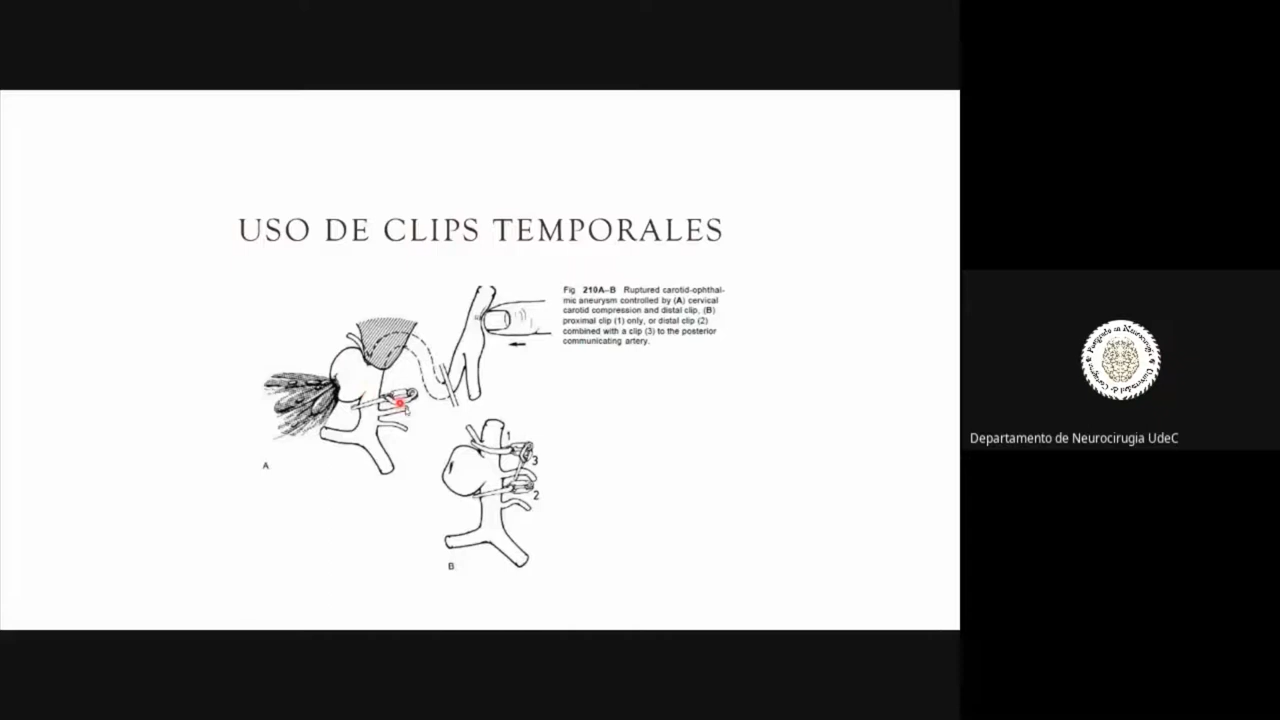 USO DE CLIPS TEMPORALES
Fig. 210A–B Ruptured carotid-ophthal-
mic aneurysm controlled by (A) cervical
carotid compression and distal clip, (B)
proximal clip (1) only, or distal clip (2)
combined with a clip (3) to the posterior
communicating artery.
A
1
3
2
B
Departamento de Neurocirugia UdeC